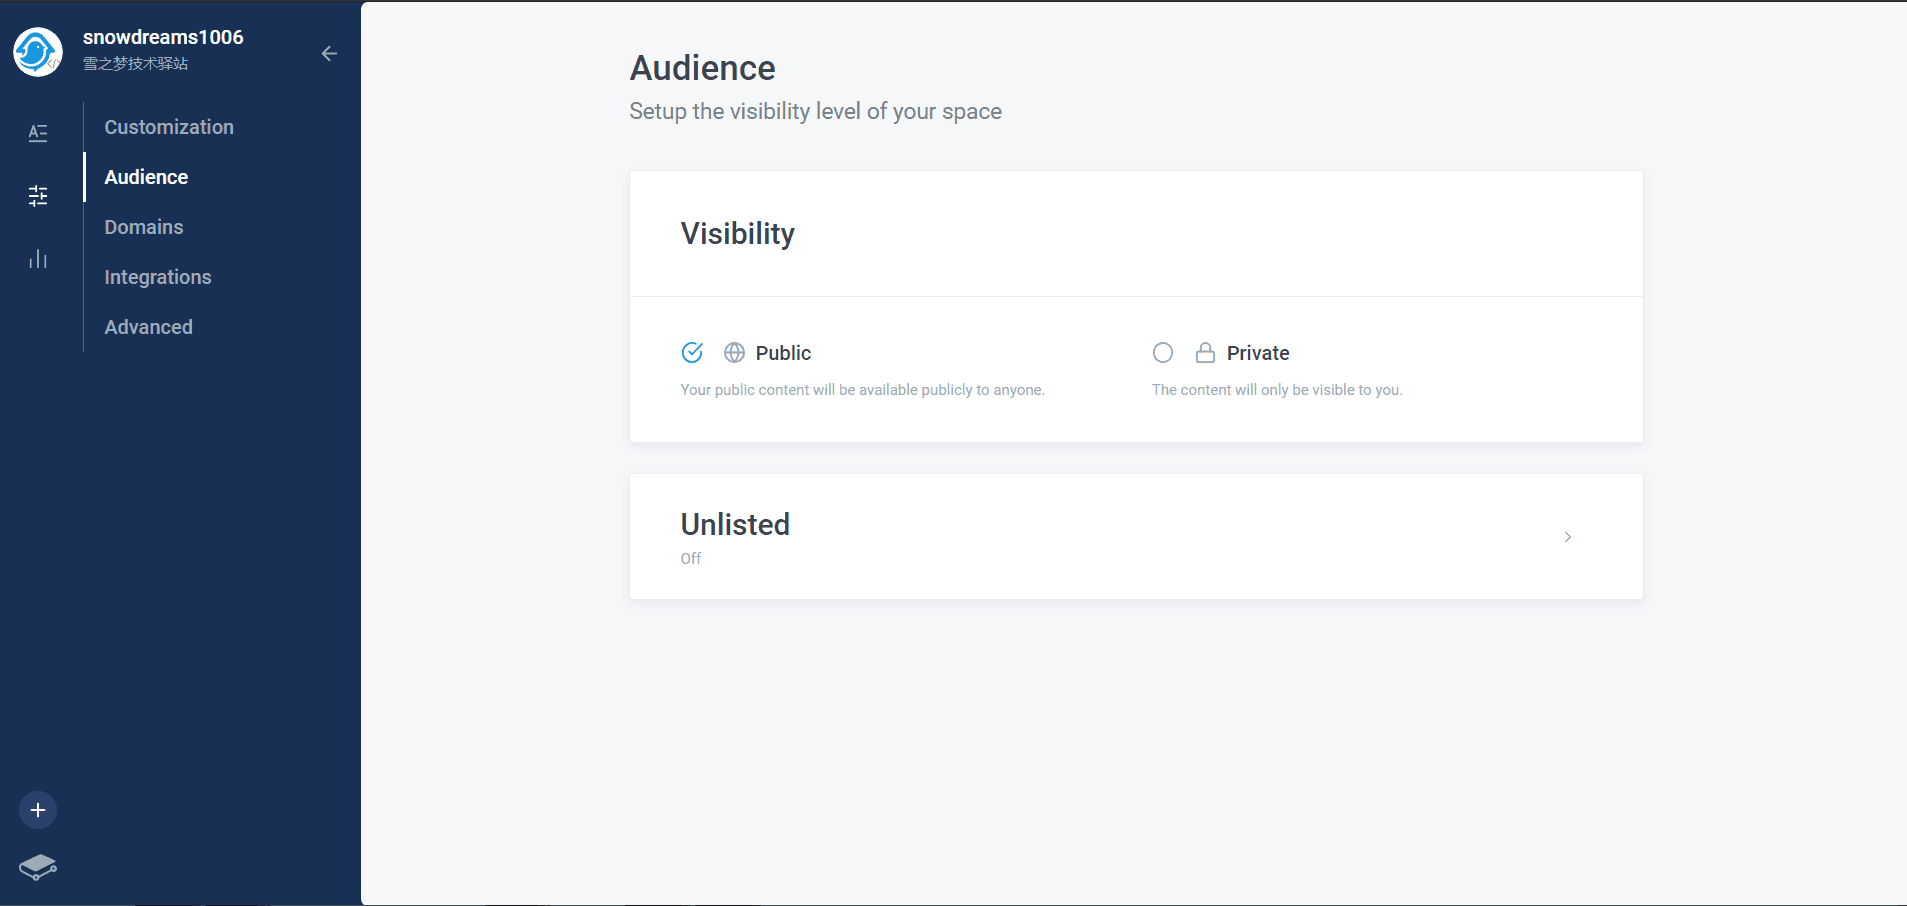 snowdreams1006
雪之梦技术驿站
Customization
Audience
Domains
Integrations
Advanced
Audience
Setup the visibility level of your space
Visibility
Public
Your public content will be available publicly to anyone.
Private
The content will only be visible to you.
Unlisted
Off